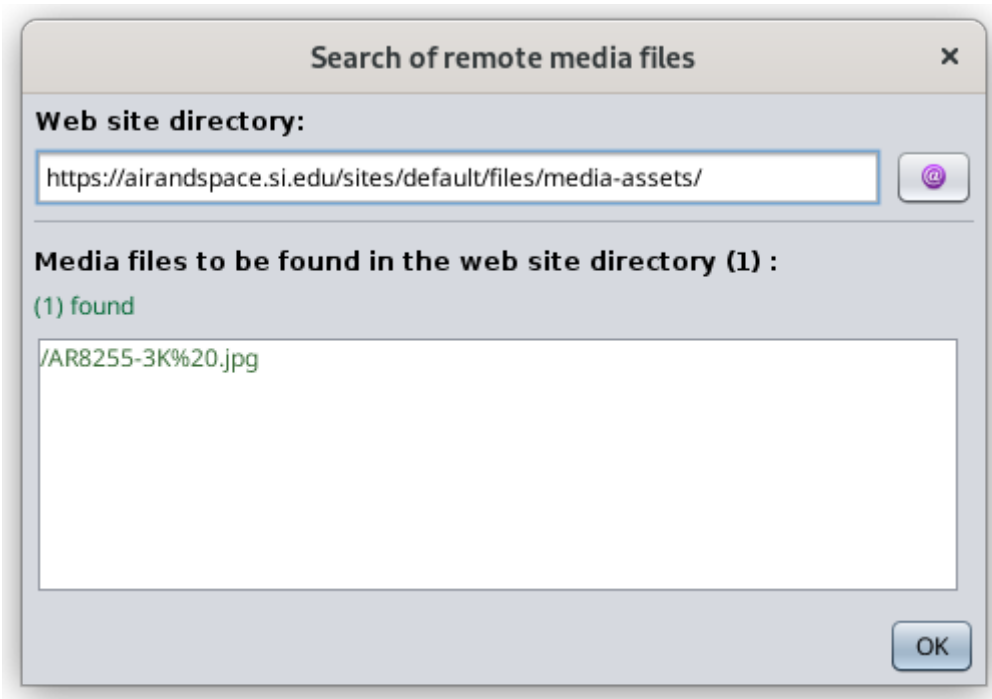 Search of remote media files
Web site directory:
https://airandspace.si.edu/sites/default/files/media-assets/
@
Media files to be found in the web site directory (1) :
(1) found
/AR8255-3K%20.jpg
OK